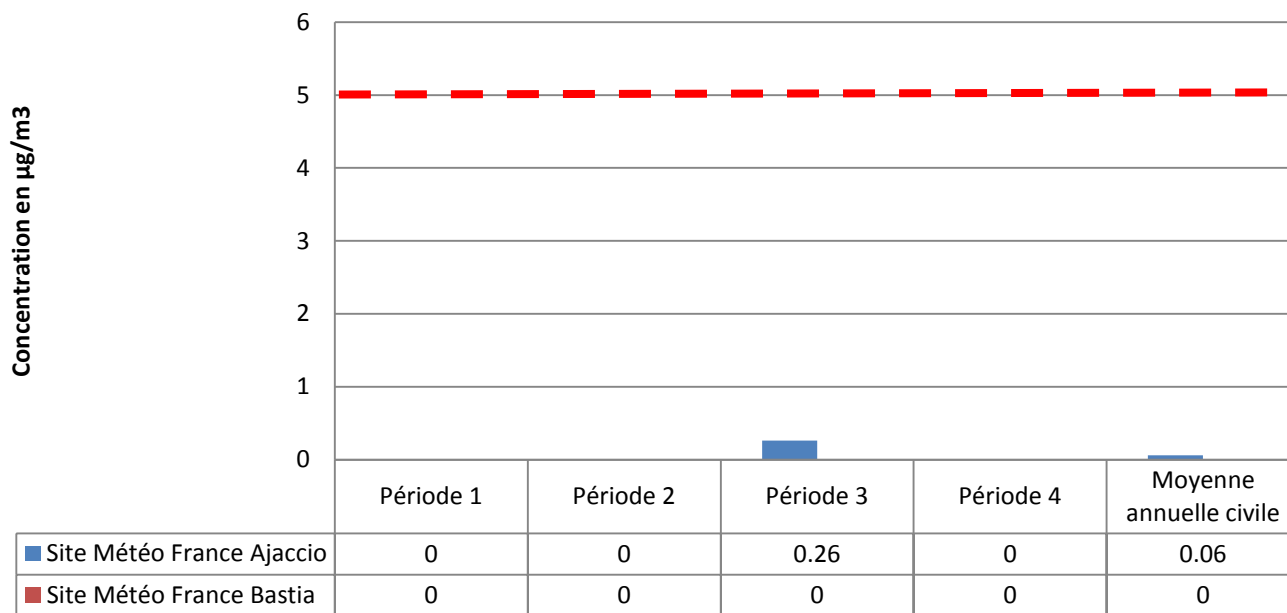 6
5
4
3
2
1
0
Concentration en µg/m3
Période 1 Période 2 Période 3 Période 4 Moyenne
annuelle civile
Site Météo France Ajaccio 0 0 0.26 0 0.06
Site Météo France Bastia 0 0 0 0 0